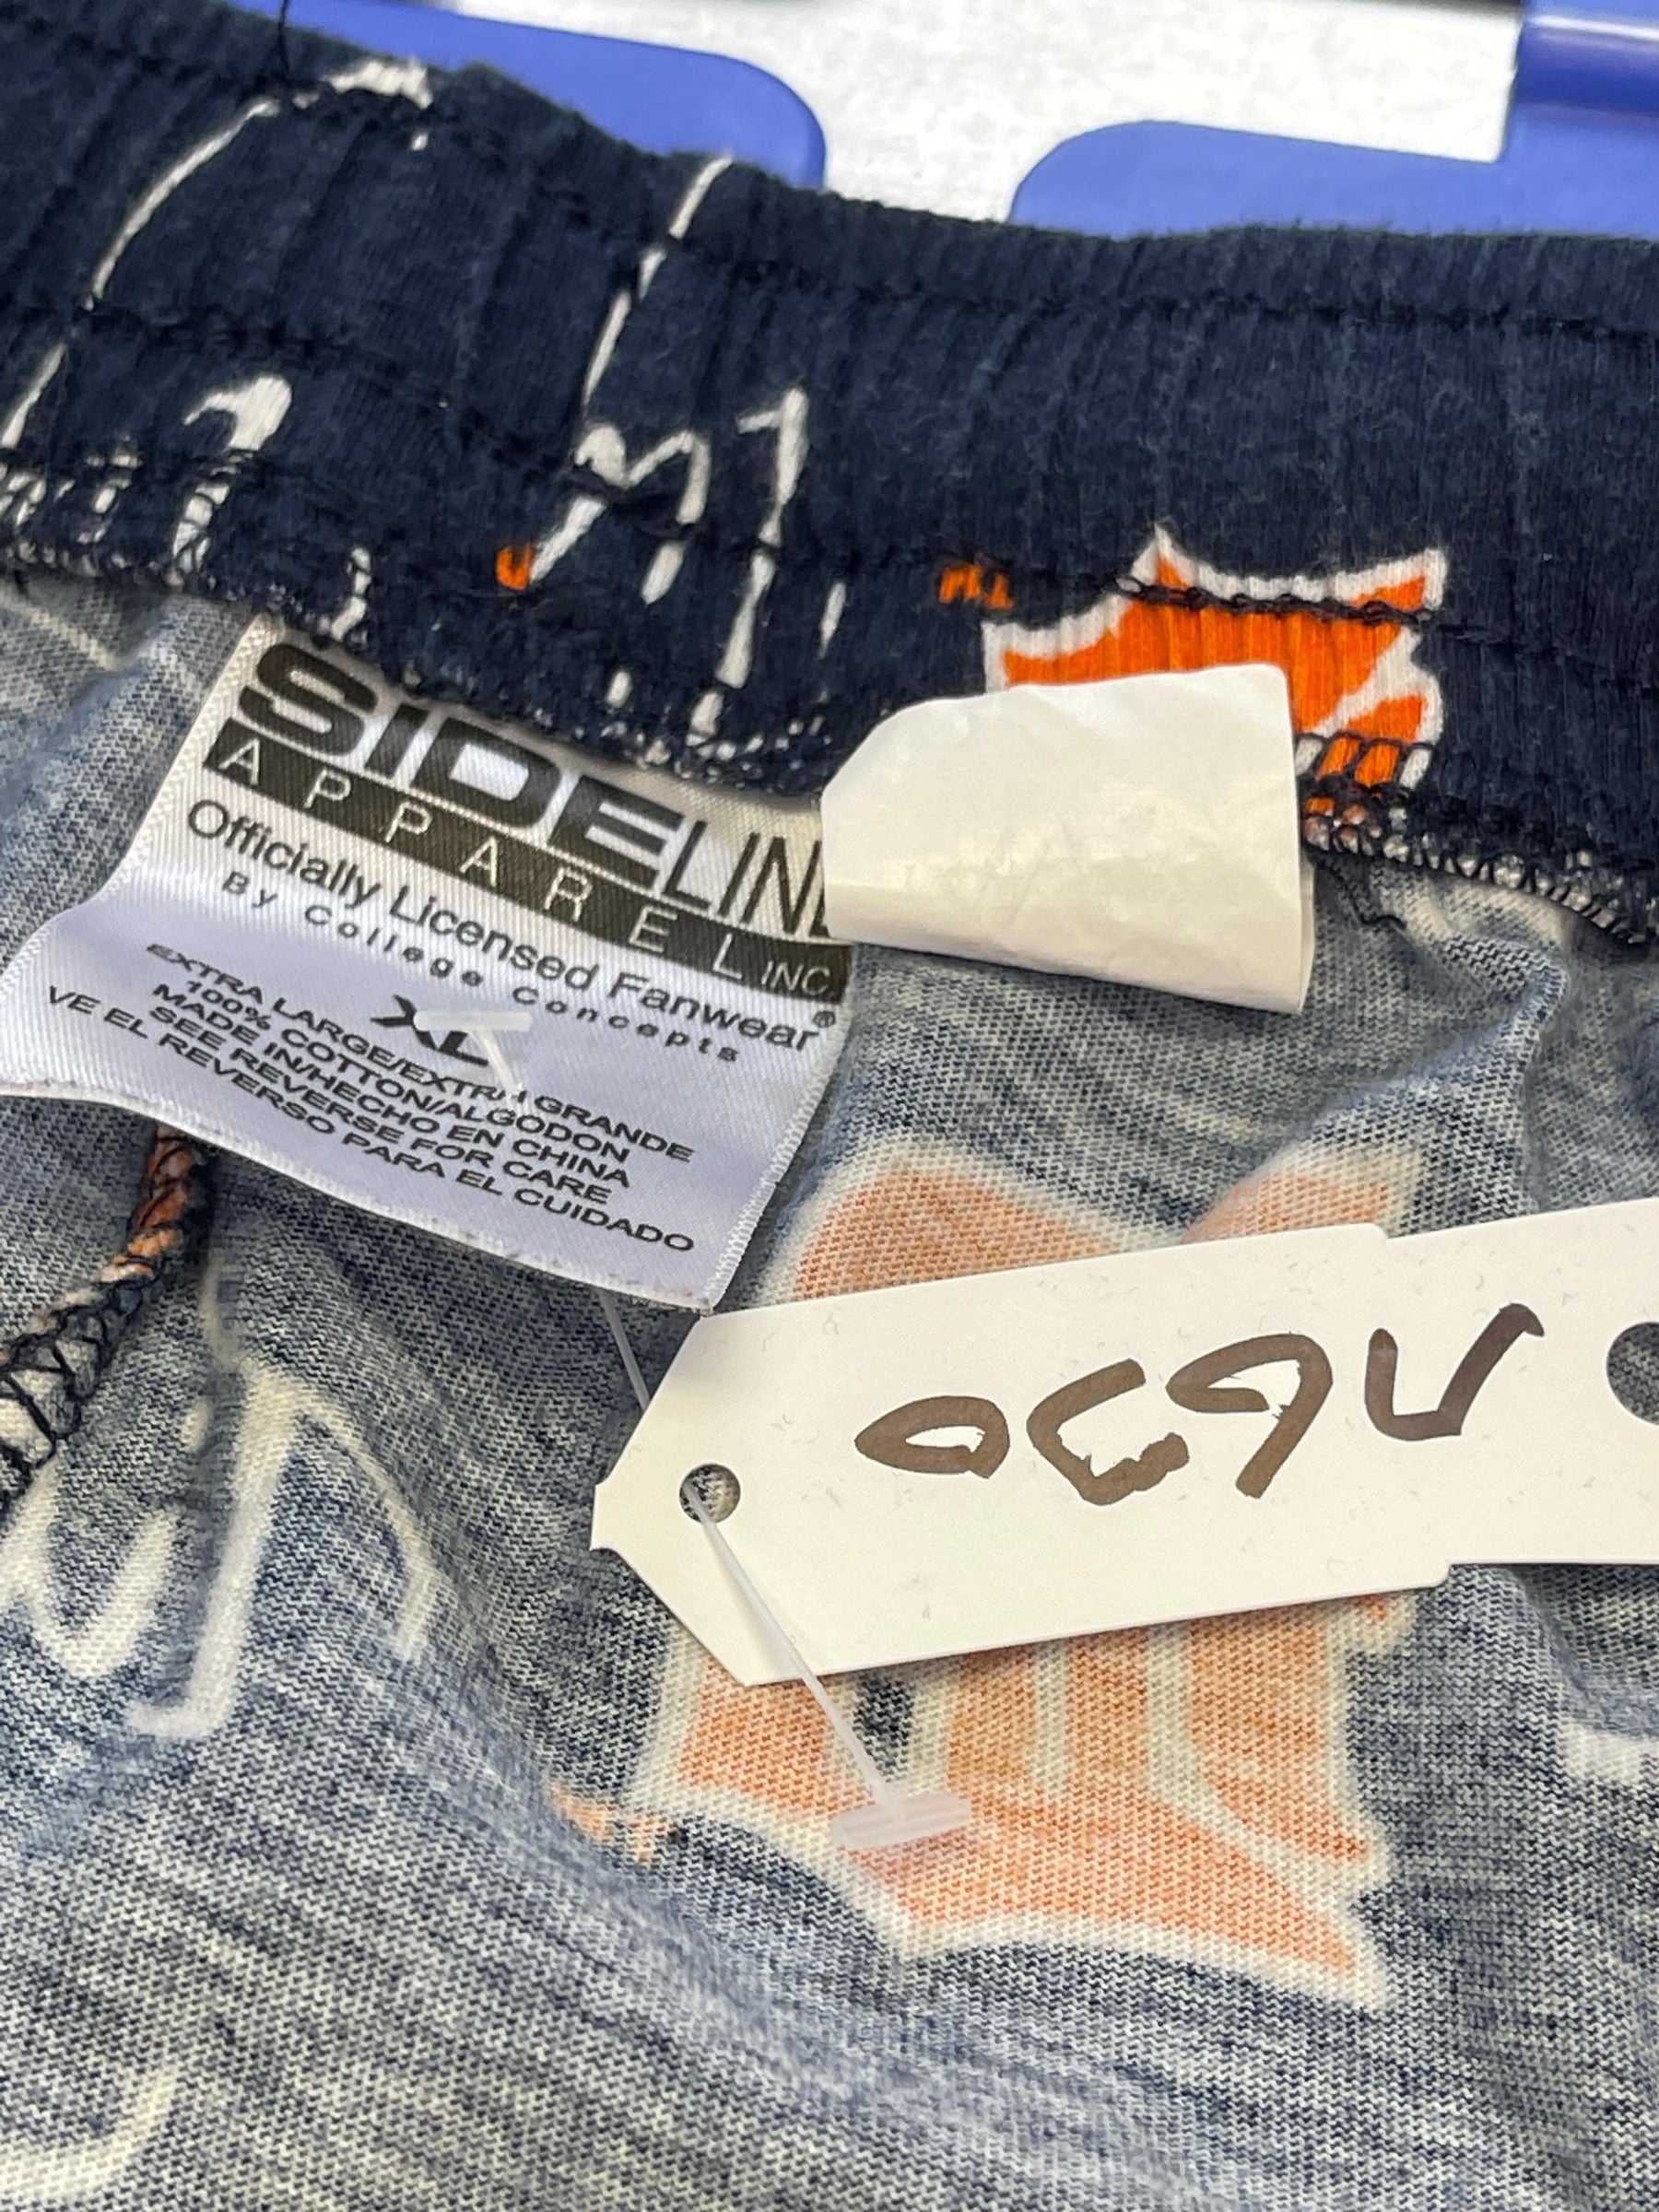 SIDELINE
APPAREL INC.
Officially Licensed Fanwear®
By College Concepts
XL
EXTRA LARGE/EXTRA GRANDE
100% COTTON/ALGODON
MADE IN/HECHO EN CHINA
SEE REVERSE FOR CARE
VE EL REVERSO PARA EL CUIDADO